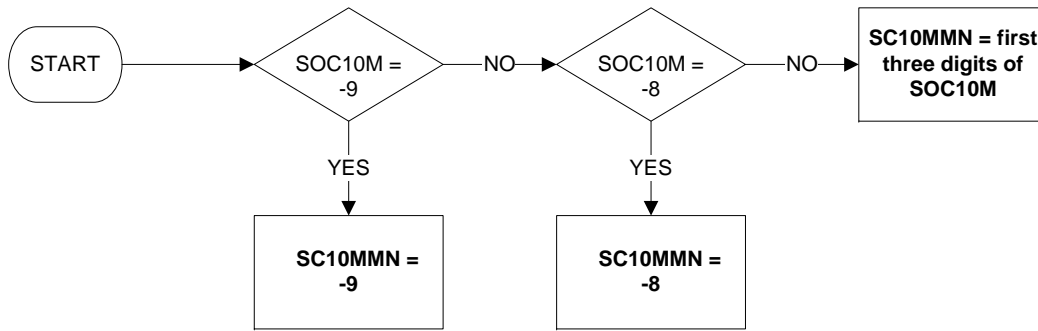 START
SOC10M =
-9
NO
SOC10M =
-8
NO
SC10MMN = first
three digits of
SOC10M
YES
YES
SC10MMN =
-9
SC10MMN =
-8